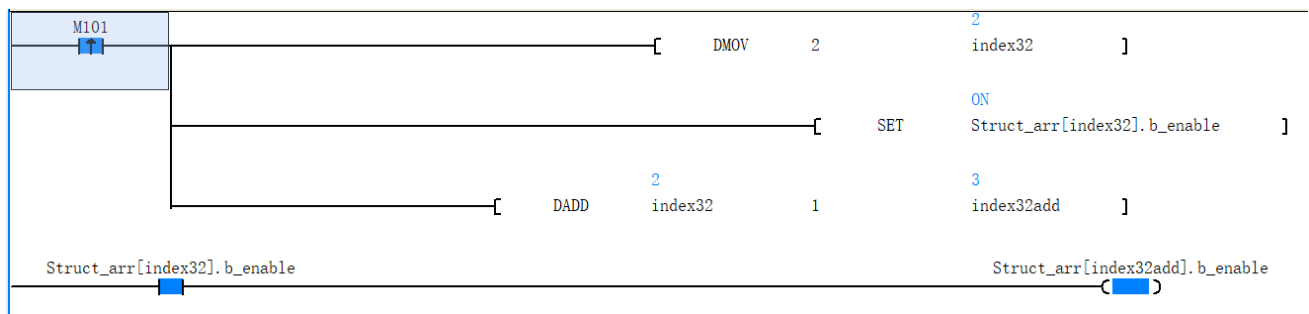 M101
2
[ DMOV 2 index32 ]
ON
[ SET Struct_arr[index32].b_enable ]
2 3
[ DADD index32 1 index32add ]
Struct_arr[index32].b_enable Struct_arr[index32add].b_enable